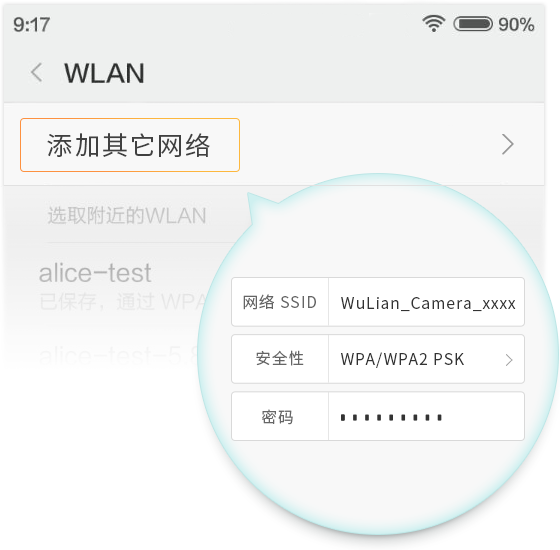 9:17 90%
WLAN
添加其它网络
选取附近的WLAN
alice-test
已保存，通过 WPA
alice-test-5.8
网络 SSID WuLian_Camera_xxxx
安全性 WPA/WPA2 PSK
密码